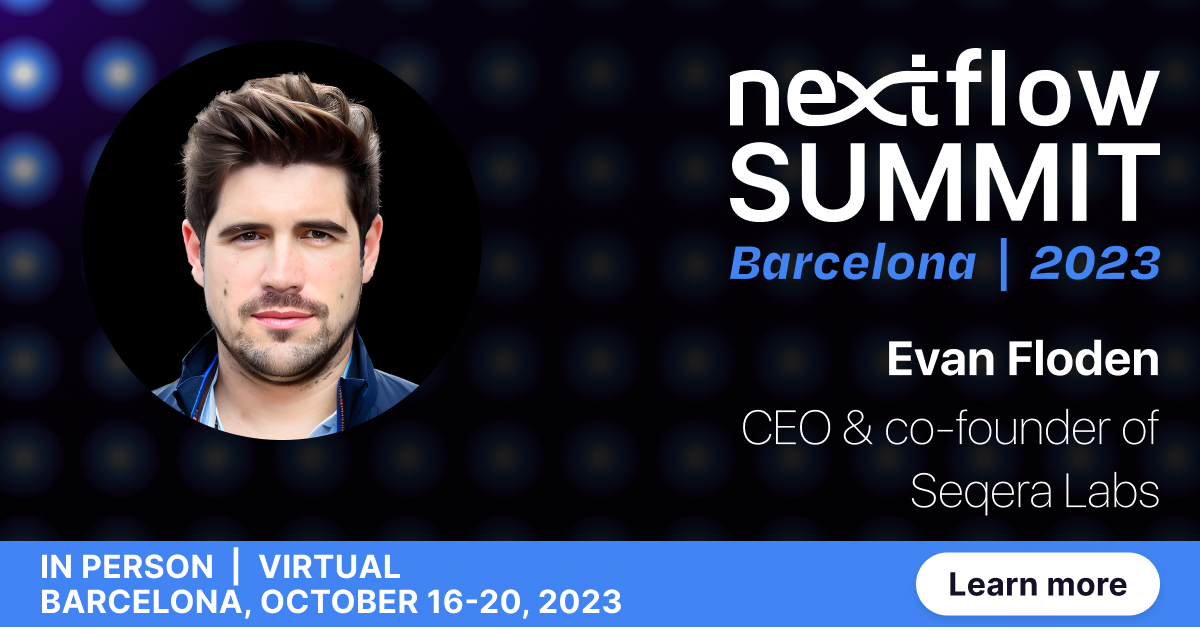 nextflow
SUMMIT
Barcelona | 2023
Evan Floden
CEO & co-founder of
Seqera Labs
IN PERSON | VIRTUAL
BARCELONA, OCTOBER 16-20, 2023
Learn more